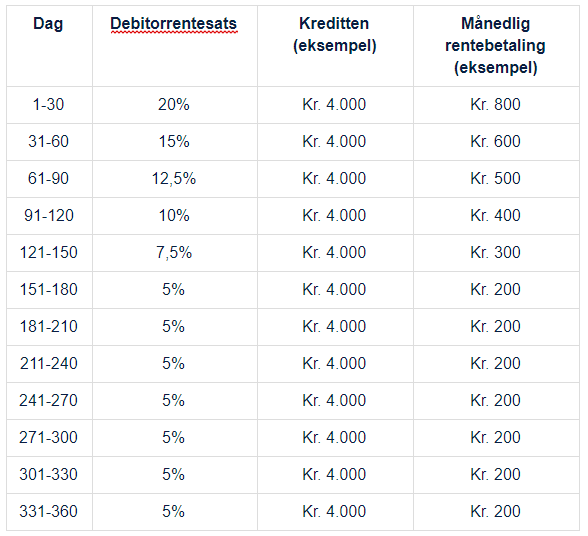 Dag Debitorrentesats Kreditten Månedlig
(eksempel) rentebetaling
(eksempel)
1-30 20% Kr. 4.000 Kr. 800
31-60 15% Kr. 4.000 Kr. 600
61-90 12,5% Kr. 4.000 Kr. 500
91-120 10% Kr. 4.000 Kr. 400
121-150 7,5% Kr. 4.000 Kr. 300
151-180 5% Kr. 4.000 Kr. 200
181-210 5% Kr. 4.000 Kr. 200
211-240 5% Kr. 4.000 Kr. 200
241-270 5% Kr. 4.000 Kr. 200
271-300 5% Kr. 4.000 Kr. 200
301-330 5% Kr. 4.000 Kr. 200
331-360 5% Kr. 4.000 Kr. 200